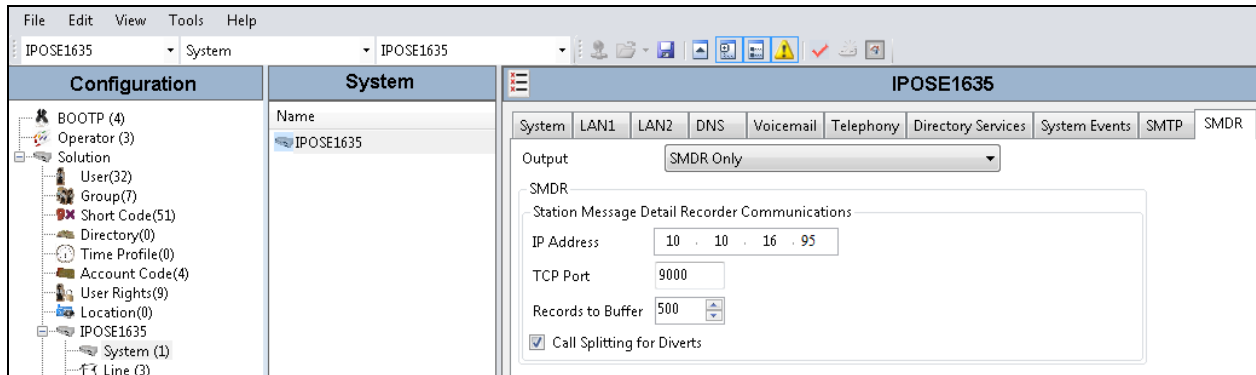 File Edit View Tools Help
IPOSE1635 System IPOSE1635
Configuration
BOOTP (4)
Operator (3)
Solution
User(32)
Group(7)
Short Code(51)
Directory(0)
Time Profile(0)
Account Code(4)
User Rights(9)
Location(0)
IPOSE1635
System (1)
Line (3)
System
Name
IPOSE1635
IPOSE1635
System LAN1 LAN2 DNS Voicemail Telephony Directory Services System Events SMTP SMDR
Output SMDR Only
SMDR
Station Message Detail Recorder Communications
IP Address 10 . 10 . 16 . 95
TCP Port 9000
Records to Buffer 500
Call Splitting for Diverts